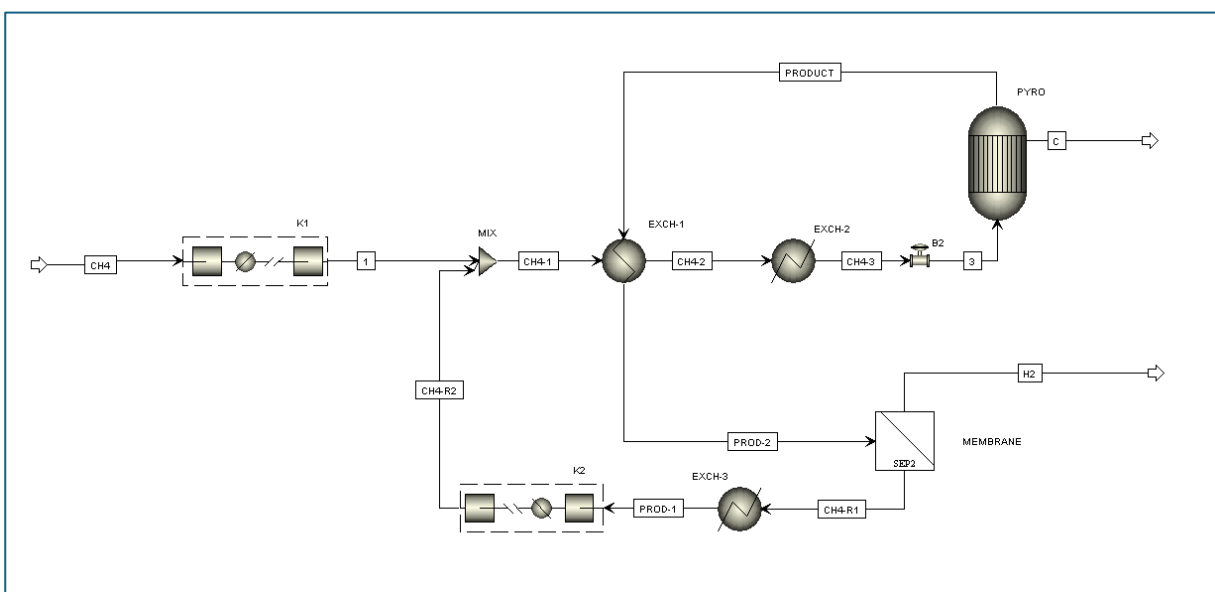 PRODUCT
PYRO
C
K1
MIX
EXCH-1
EXCH-2
B2
CH4
1
CH4-1
CH4-2
CH4-3
3
H2
CH4-R2
PROD-2
MEMBRANE
SEP2
K2
EXCH-3
PROD-1
CH4-R1